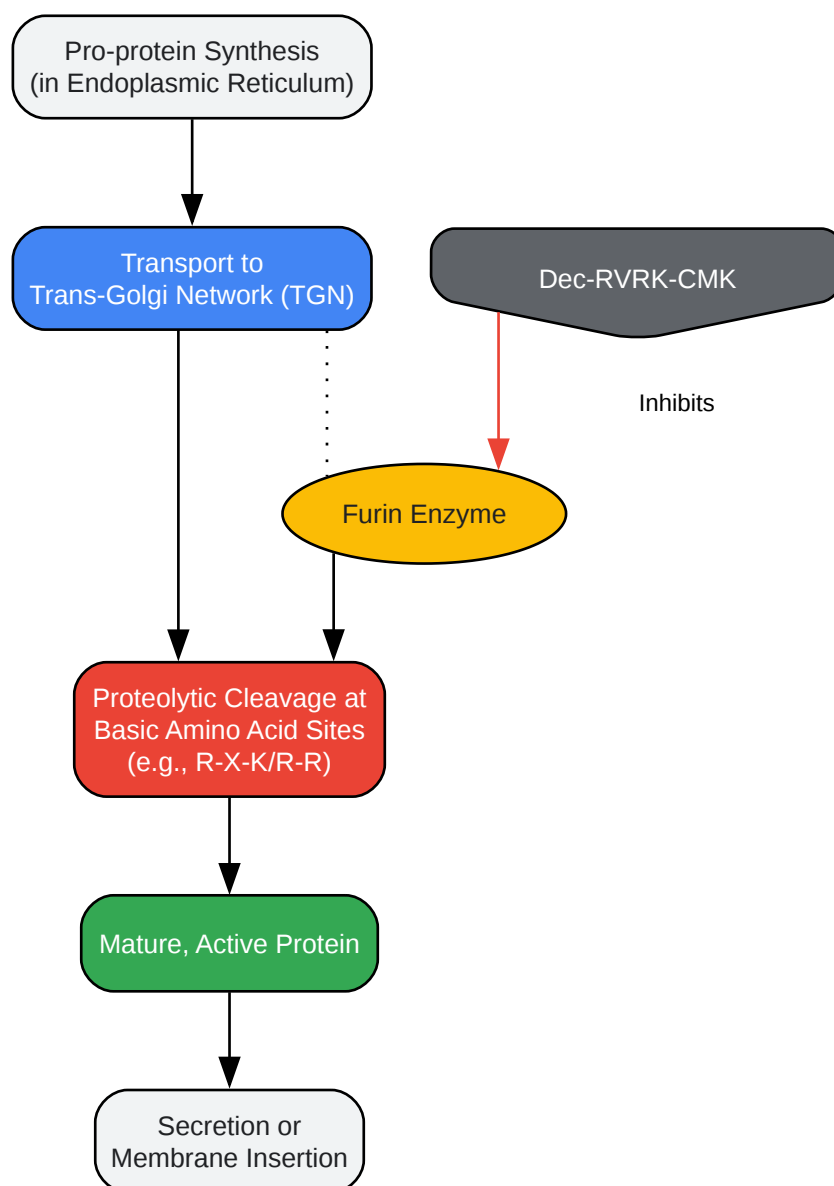 Pro-protein Synthesis
(in Endoplasmic Reticulum)
Transport to
Trans-Golgi Network (TGN)
Dec-RVRK-CMK
Inhibits
Furin Enzyme
Proteolytic Cleavage at
Basic Amino Acid Sites
(e.g., R-X-K/R-R)
Mature, Active Protein
Secretion or
Membrane Insertion